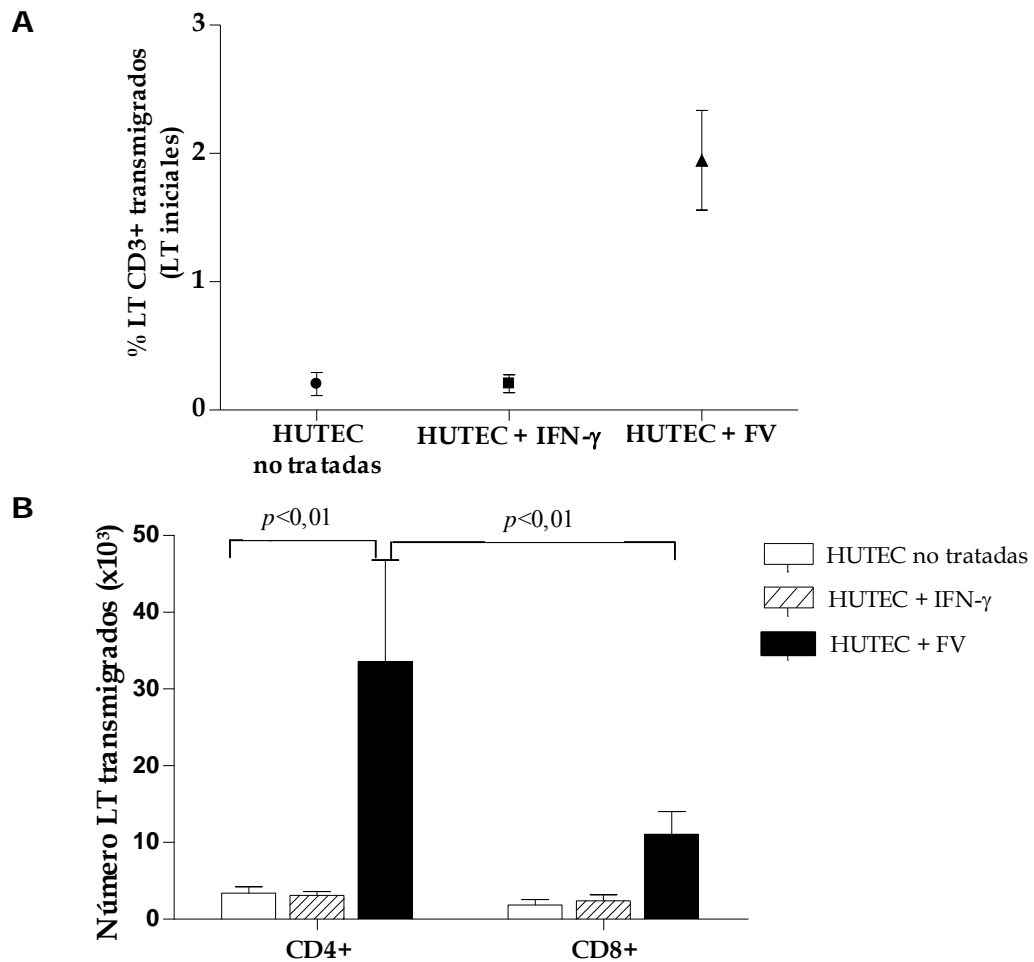 A
% LT CD3+ transmigrados
(LT iniciales)
3
2
1
0
HUTEC
no tratadas
HUTEC + IFN-γ
HUTEC + FV
B
Número LT transmigrados (x10³)
50
40
30
20
10
0
p<0,01
p<0,01
HUTEC no tratadas
HUTEC + IFN-γ
HUTEC + FV
CD4+
CD8+